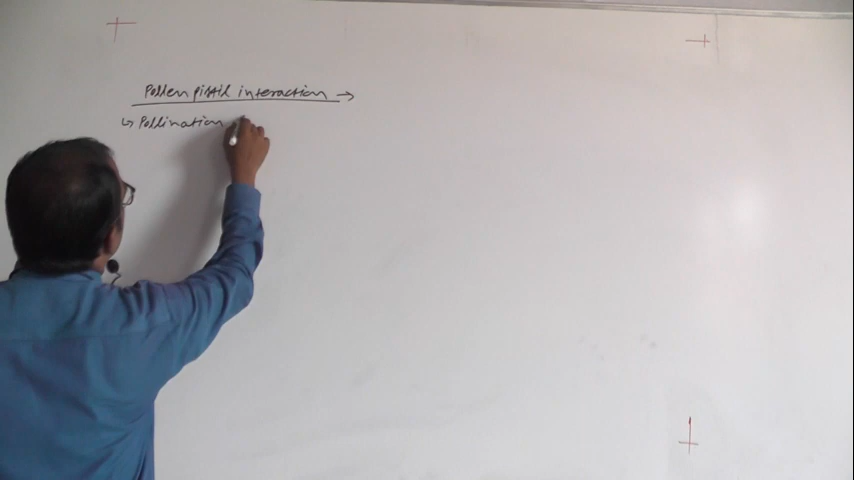 Pollen pistil interaction →
↳ Pollination